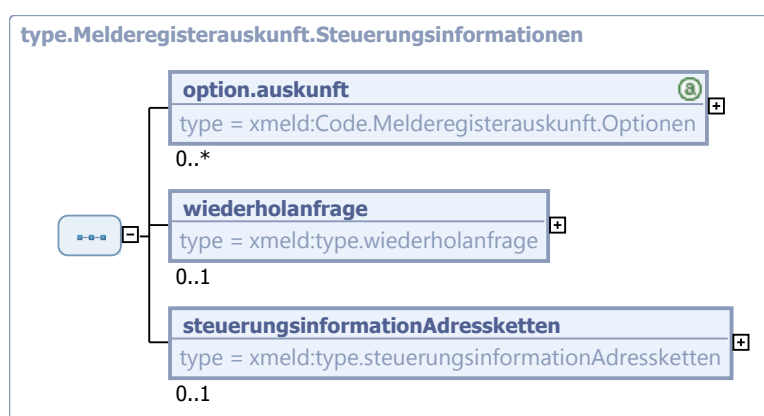 type.Melderegisterauskunft.Steuerungsinformationen
option.auskunft a
type = xmeld:Code.Melderegisterauskunft.Optionen
0..*
wiederholanfrage
type = xmeld:type.wiederholanfrage
0..1
steuerungsinformationAdressketten
type = xmeld:type.steuerungsinformationAdressketten
0..1